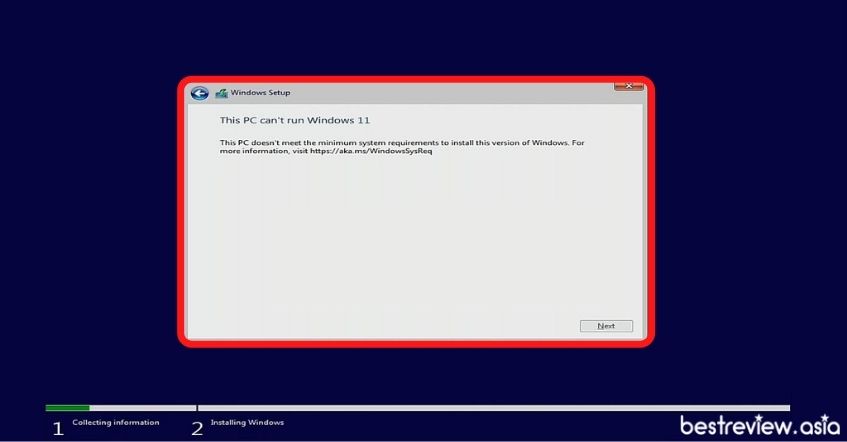 Windows Setup
This PC can't run Windows 11
This PC doesn't meet the minimum system requirements to install this version of Windows. For
more information, visit https://aka.ms/WindowsSysReq
Next
1 Collecting information
2 Installing Windows
bestreview.asia